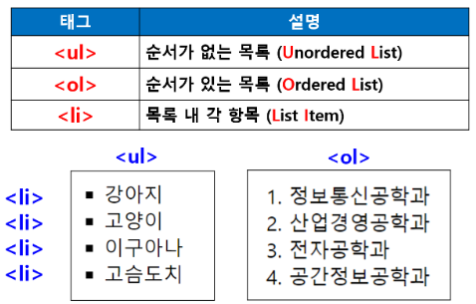 태그 설명
<ul> 순서가 없는 목록 (Unordered List)
<ol> 순서가 있는 목록 (Ordered List)
<li> 목록 내 각 항목 (List Item)
<ul> <ol>
<li> ▪ 강아지 1. 정보통신공학과
<li> ▪ 고양이 2. 산업경영공학과
<li> ▪ 이구아나 3. 전자공학과
<li> ▪ 고슴도치 4. 공간정보공학과